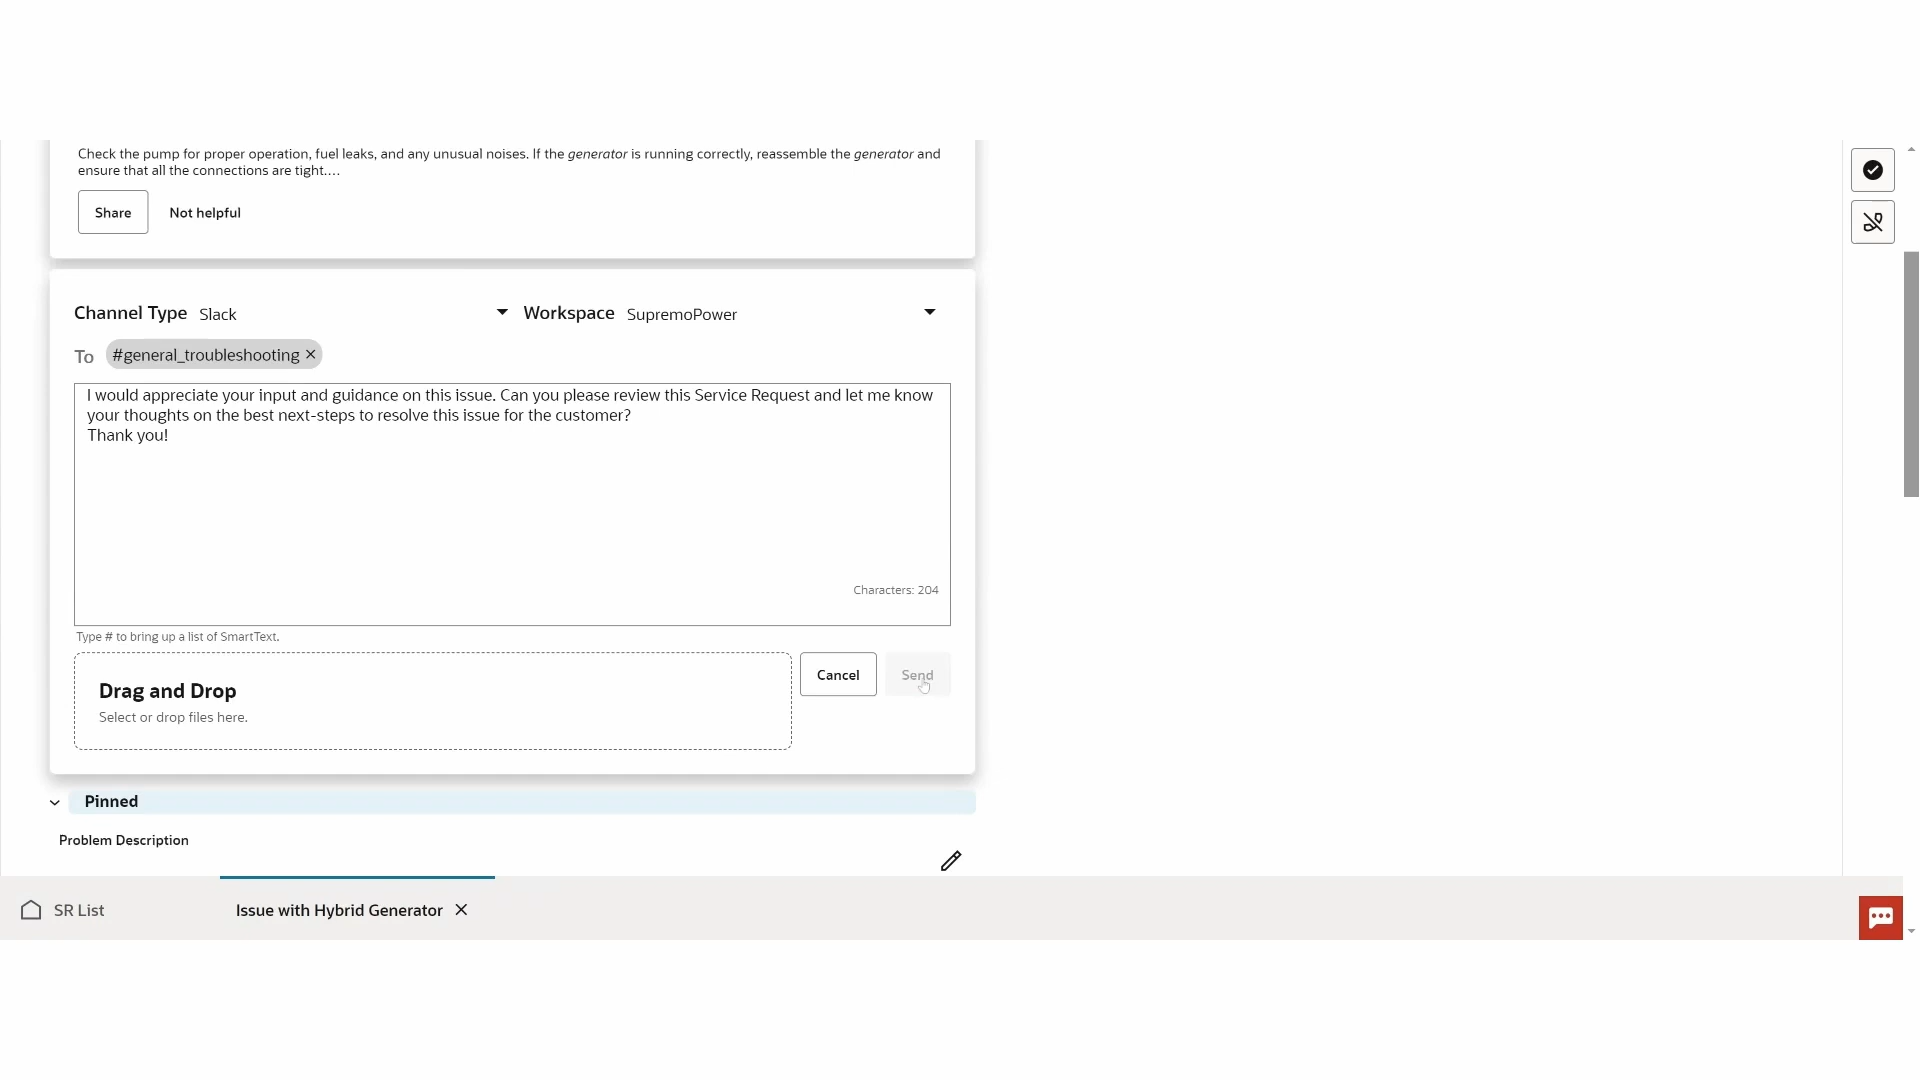 Check the pump for proper operation, fuel leaks, and any unusual noises. If the generator is running correctly, reassemble the generator and
ensure that all the connections are tight....
Share Not helpful
Channel Type Slack Workspace SupremoPower
To #general_troubleshooting
I would appreciate your input and guidance on this issue. Can you please review this Service Request and let me know
your thoughts on the best next-steps to resolve this issue for the customer?
Thank you!
Characters: 204
Type # to bring up a list of SmartText.
Drag and Drop
Select or drop files here.
Cancel Send
Pinned
Problem Description
SR List Issue with Hybrid Generator